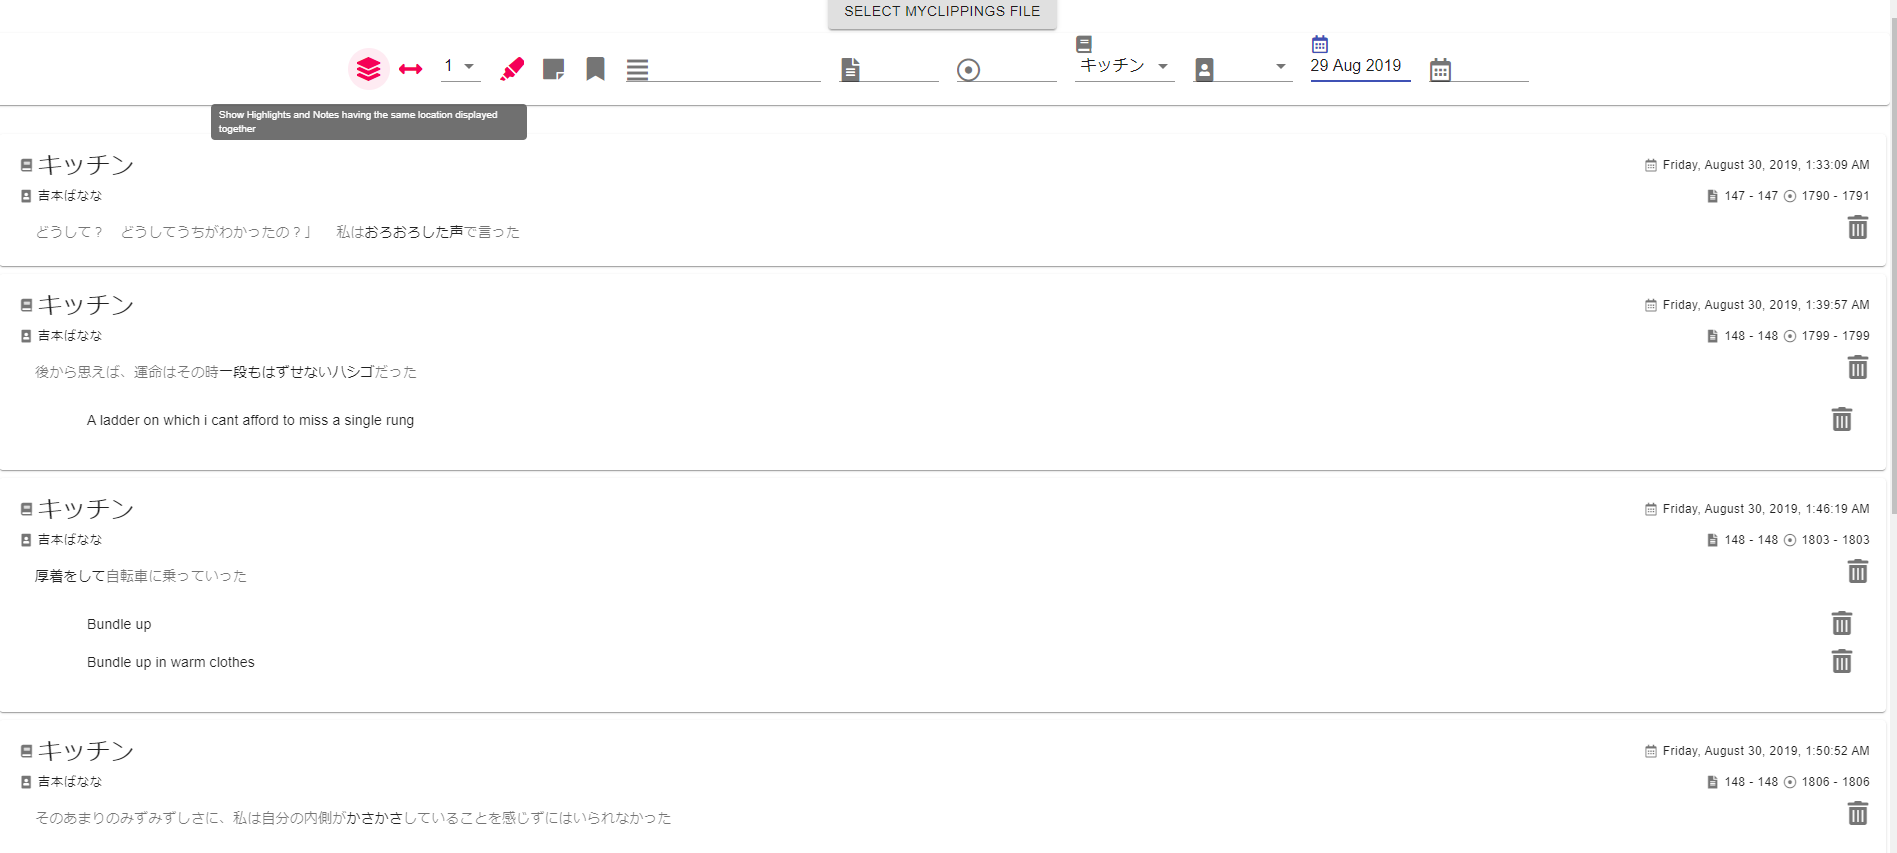 SELECT MYCLIPPINGS FILE
1
キッチン
29 Aug 2019
Show Highlights and Notes having the same location displayed
together
キッチン
Friday, August 30, 2019, 1:33:09 AM
吉本ばなな
147 - 147 1790 - 1791
どうして？　どうしてうちがわかったの？」　私はおろおろした声で言った
キッチン
Friday, August 30, 2019, 1:39:57 AM
吉本ばなな
148 - 148 1799 - 1799
後から思えば、運命はその時一段もはずせないハシゴだった
A ladder on which i cant afford to miss a single rung
キッチン
Friday, August 30, 2019, 1:46:19 AM
吉本ばなな
148 - 148 1803 - 1803
厚着をして自転車に乗っていった
Bundle up
Bundle up in warm clothes
キッチン
Friday, August 30, 2019, 1:50:52 AM
吉本ばなな
148 - 148 1806 - 1806
そのあまりのみずみずしさに、私は自分の内側がかさかさしていることを感じずにはいられなかった